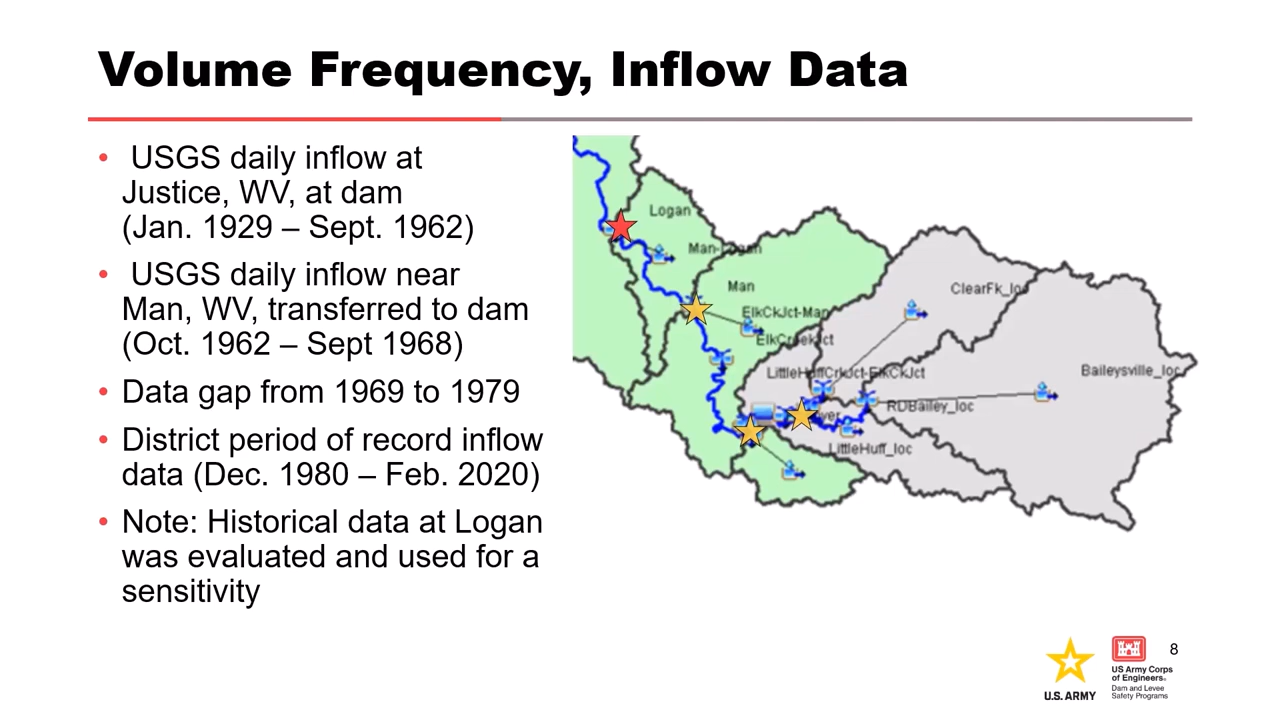 Volume Frequency, Inflow Data
• USGS daily inflow at
Justice, WV, at dam
(Jan. 1929 – Sept. 1962)
• USGS daily inflow near
Man, WV, transferred to dam
(Oct. 1962 – Sept 1968)
• Data gap from 1969 to 1979
• District period of record inflow
data (Dec. 1980 – Feb. 2020)
• Note: Historical data at Logan
was evaluated and used for a
sensitivity
Logan
Man-Logan
Man
ClearFk_loc
ElkCkJct-Man
ElkCreekJct
LittleHuffCrkJct-ElkCkJct
Baileysville_loc
RDBailey_loc
LittleHuff_loc
8
U.S. ARMY
US Army Corps
of Engineers®
Dam and Levee
Safety Programs